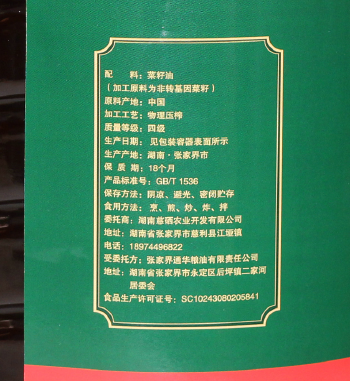 配 料：菜籽油
（加工原料为非转基因菜籽）
原料产地：中国
加工工艺：物理压榨
质量等级：四级
生产日期： 见包装容器表面所示
生产产地：湖南·张家界市
保 质 期：18个月
产品标准号：GB/T 1536
保存方法：阴凉、避光、密闭贮存
食用方法：烹、煎、炒、炸、拌
委托商：湖南慈硒农业开发有限公司
地址：湖南省张家界市慈利县江垭镇
电话：18974496822
受委托方：张家界通华粮油有限责任公司
地址：湖南省张家界市永定区后坪镇二家河
居委会
食品生产许可证号：SC10243080205841